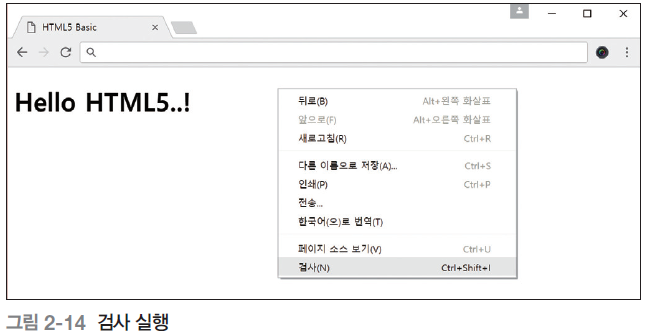 HTML5 Basic
Hello HTML5..!
뒤로(B) Alt+왼쪽 화살표
앞으로(F) Alt+오른쪽 화살표
새로고침(R) Ctrl+R
다른 이름으로 저장(A)... Ctrl+S
인쇄(P) Ctrl+P
전송...
한국어(으)로 번역(T)
페이지 소스 보기(V) Ctrl+U
검사(N) Ctrl+Shift+I
그림 2-14 검사 실행